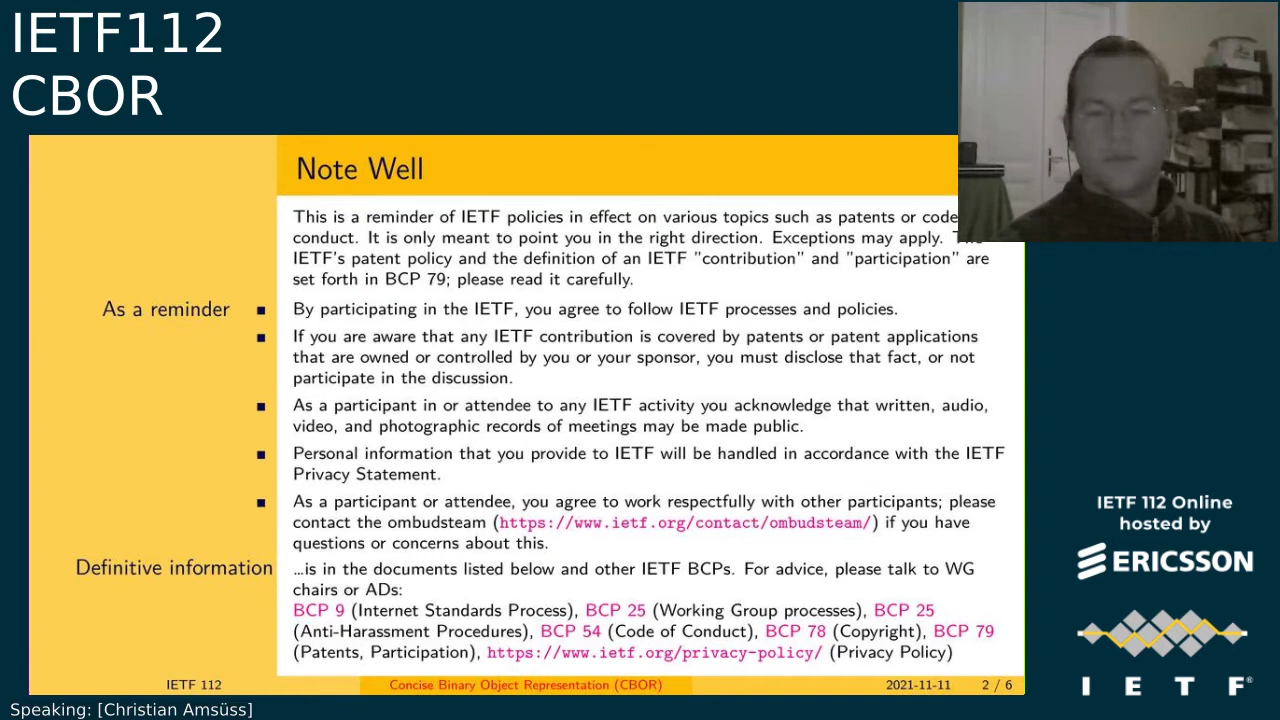 IETF112
CBOR
Note Well
This is a reminder of IETF policies in effect on various topics such as patents or code
conduct. It is only meant to point you in the right direction. Exceptions may apply.
IETF's patent policy and the definition of an IETF "contribution" and "participation" are
set forth in BCP 79; please read it carefully.
As a reminder ■ By participating in the IETF, you agree to follow IETF processes and policies.
■ If you are aware that any IETF contribution is covered by patents or patent applications
that are owned or controlled by you or your sponsor, you must disclose that fact, or not
participate in the discussion.
■ As a participant in or attendee to any IETF activity you acknowledge that written, audio,
video, and photographic records of meetings may be made public.
■ Personal information that you provide to IETF will be handled in accordance with the IETF
Privacy Statement.
■ As a participant or attendee, you agree to work respectfully with other participants; please
contact the ombudsteam (https://www.ietf.org/contact/ombudsteam/) if you have
questions or concerns about this.
Definitive information ...is in the documents listed below and other IETF BCPs. For advice, please talk to WG
chairs or ADs:
BCP 9 (Internet Standards Process), BCP 25 (Working Group processes), BCP 25
(Anti-Harassment Procedures), BCP 54 (Code of Conduct), BCP 78 (Copyright), BCP 79
(Patents, Participation), https://www.ietf.org/privacy-policy/ (Privacy Policy)
IETF 112 Concise Binary Object Representation (CBOR) 2021-11-11 2 / 6
IETF 112 Online
hosted by
ERICSSON
I E T F®
Speaking: [Christian Amsüss]